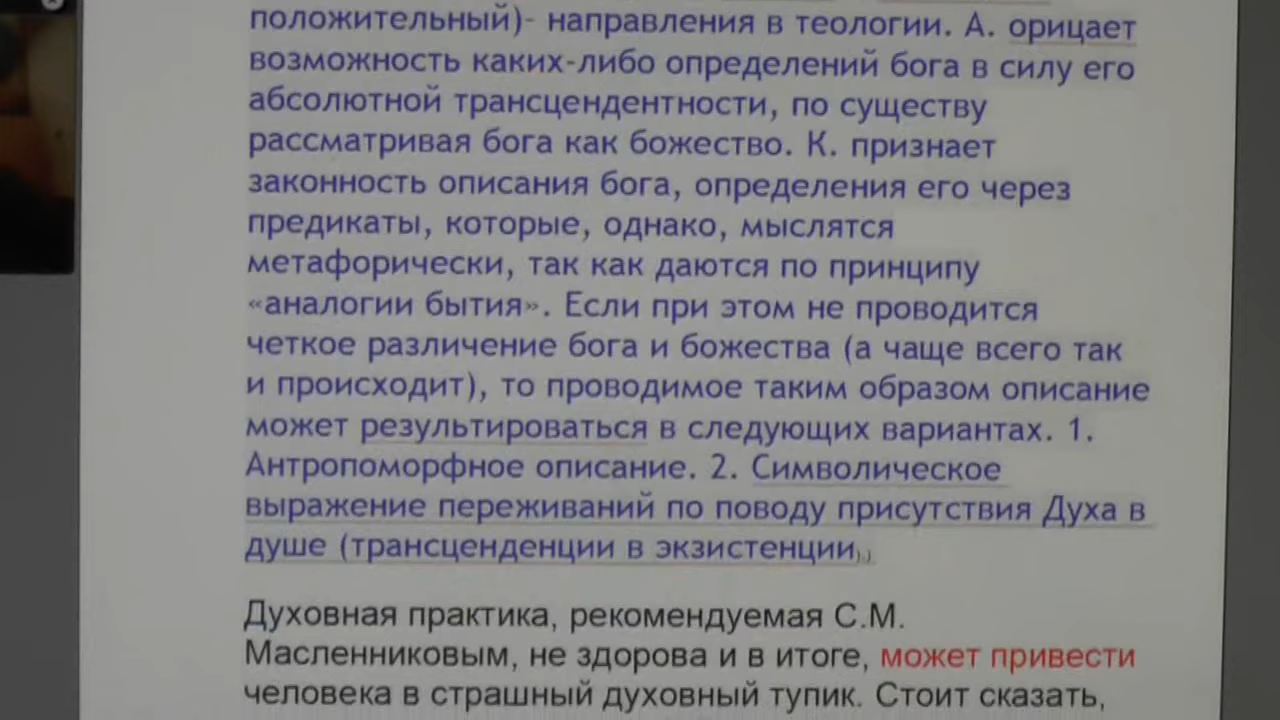 положительный)- направления в теологии. А. орицает
возможность каких-либо определений бога в силу его
абсолютной трансцендентности, по существу
рассматривая бога как божество. К. признает
законность описания бога, определения его через
предикаты, которые, однако, мыслятся
метафорически, так как даются по принципу
«аналогии бытия». Если при этом не проводится
четкое различение бога и божества (а чаще всего так
и происходит), то проводимое таким образом описание
может результироваться в следующих вариантах. 1.
Антропоморфное описание. 2. Символическое
выражение переживаний по поводу присутствия Духа в
душе (трансценденции в экзистенции),)
Духовная практика, рекомендуемая С.М.
Масленниковым, не здорова и в итоге, может привести
человека в страшный духовный тупик. Стоит сказать,